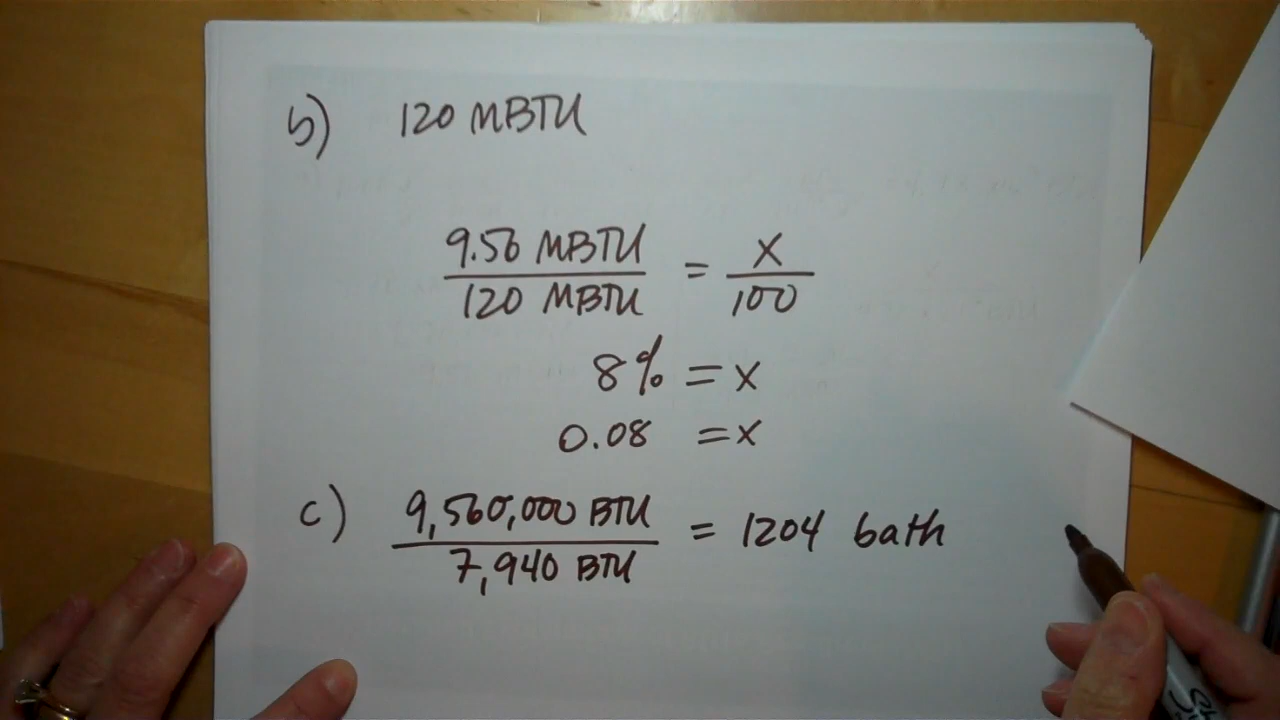 b) 120 MBTU
9.56 MBTU / 120 MBTU = x / 100
8% = x
0.08 = x
c) 9,560,000 BTU / 7,940 BTU = 1204 bath